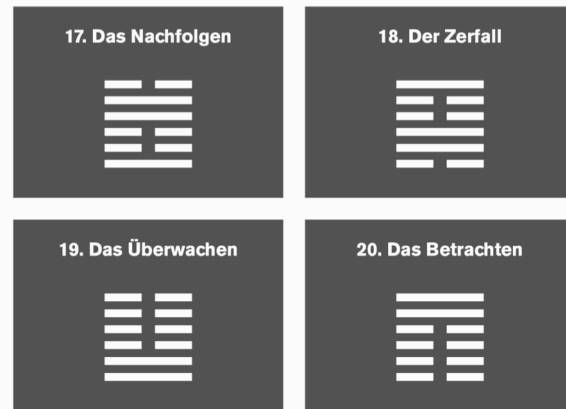 17. Das Nachfolgen
18. Der Zerfall
19. Das Überwachen
20. Das Betrachten